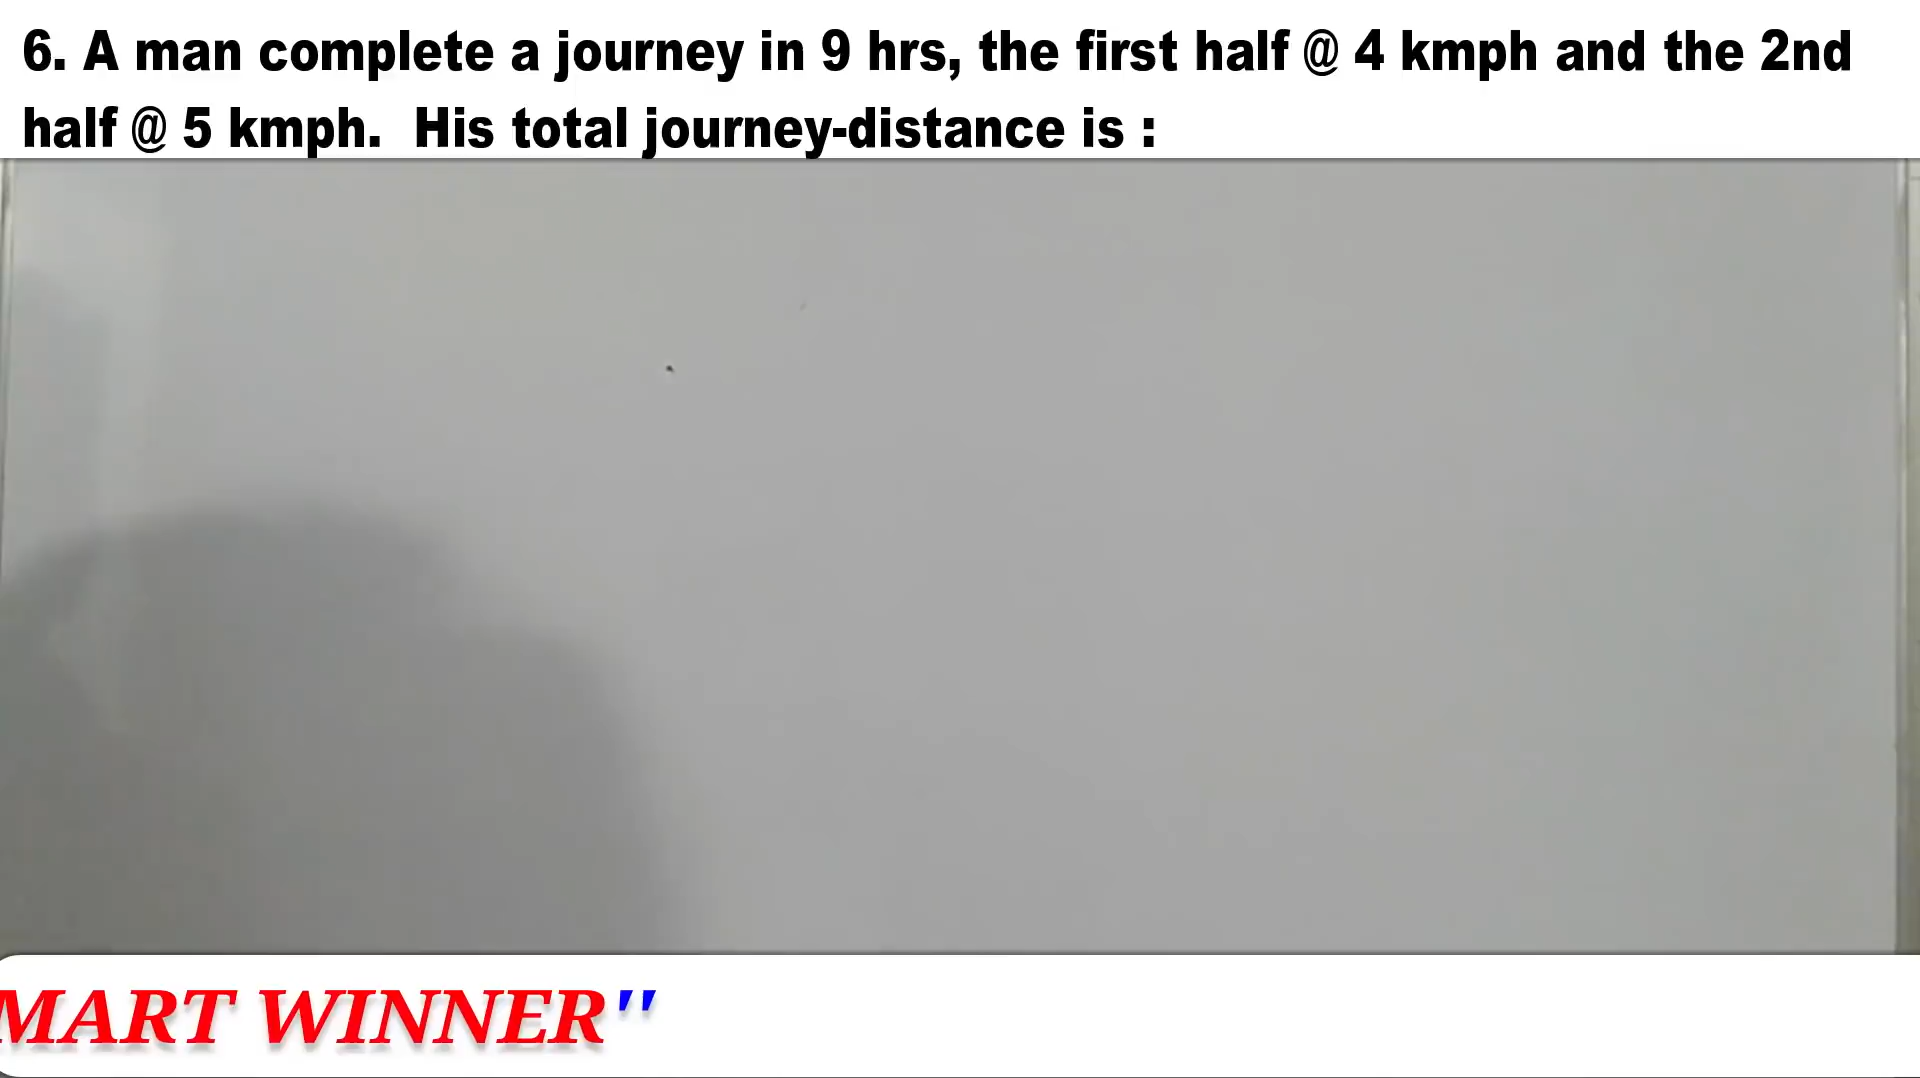 6. A man complete a journey in 9 hrs, the first half @ 4 kmph and the 2nd
half @ 5 kmph. His total journey-distance is :
MART WINNER"